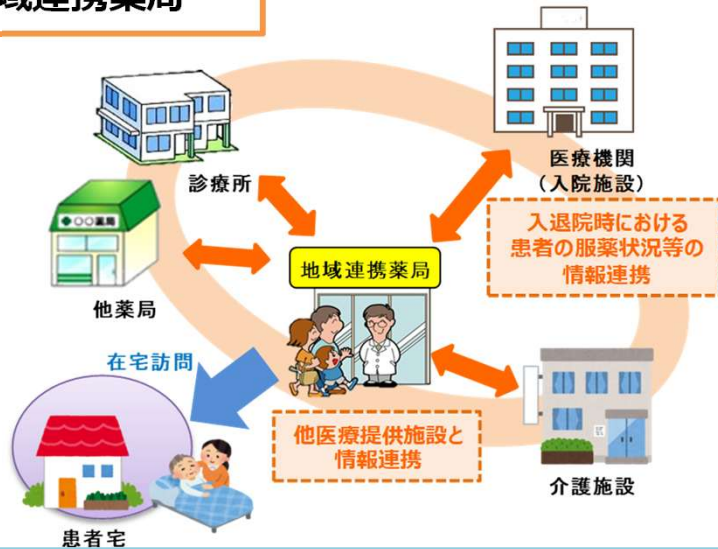 域連携薬局
診療所
医療機関
（入院施設）
○○薬局
入退院時における
患者の服薬状況等の
情報連携
地域連携薬局
他薬局
在宅訪問
他医療提供施設と
情報連携
介護施設
患者宅